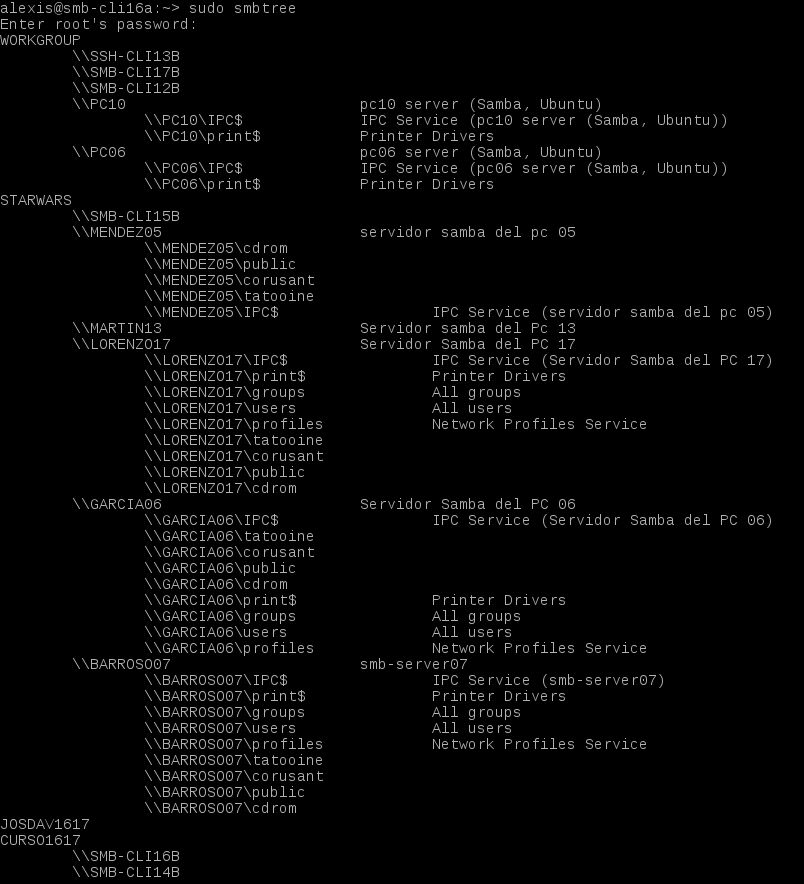 alexis@smb-cli16a:~> sudo smbtree
Enter root's password:
WORKGROUP
        \\SSH-CLI13B
        \\SMB-CLI17B
        \\SMB-CLI12B
        \\PC10                          pc10 server (Samba, Ubuntu)
                \\PC10\IPC$             IPC Service (pc10 server (Samba, Ubuntu))
                \\PC10\print$           Printer Drivers
        \\PC06                          pc06 server (Samba, Ubuntu)
                \\PC06\IPC$             IPC Service (pc06 server (Samba, Ubuntu))
                \\PC06\print$           Printer Drivers
STARWARS
        \\SMB-CLI15B
        \\MENDEZ05                      servidor samba del pc 05
                \\MENDEZ05\cdrom
                \\MENDEZ05\public
                \\MENDEZ05\corusant
                \\MENDEZ05\tatooine
                \\MENDEZ05\IPC$                 IPC Service (servidor samba del pc 05)
        \\MARTIN13                      Servidor samba del Pc 13
        \\LORENZO17                     Servidor Samba del PC 17
                \\LORENZO17\IPC$                IPC Service (Servidor Samba del PC 17)
                \\LORENZO17\print$              Printer Drivers
                \\LORENZO17\groups              All groups
                \\LORENZO17\users               All users
                \\LORENZO17\profiles            Network Profiles Service
                \\LORENZO17\tatooine
                \\LORENZO17\corusant
                \\LORENZO17\public
                \\LORENZO17\cdrom
        \\GARCIA06                      Servidor Samba del PC 06
                \\GARCIA06\IPC$                 IPC Service (Servidor Samba del PC 06)
                \\GARCIA06\tatooine
                \\GARCIA06\corusant
                \\GARCIA06\public
                \\GARCIA06\cdrom
                \\GARCIA06\print$               Printer Drivers
                \\GARCIA06\groups               All groups
                \\GARCIA06\users                All users
                \\GARCIA06\profiles             Network Profiles Service
        \\BARROSO07                     smb-server07
                \\BARROSO07\IPC$                IPC Service (smb-server07)
                \\BARROSO07\print$              Printer Drivers
                \\BARROSO07\groups              All groups
                \\BARROSO07\users               All users
                \\BARROSO07\profiles            Network Profiles Service
                \\BARROSO07\tatooine
                \\BARROSO07\corusant
                \\BARROSO07\public
                \\BARROSO07\cdrom
JOSDAV1617
CURSO1617
        \\SMB-CLI16B
        \\SMB-CLI14B